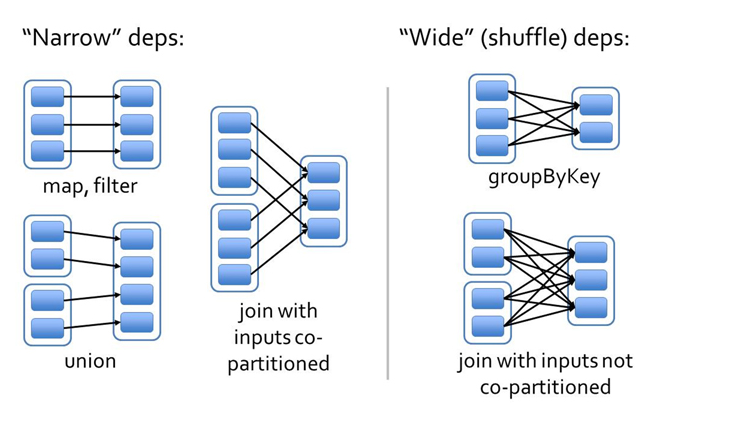 “Narrow” deps:
map, filter
union
join with
inputs co-
partitioned
“Wide” (shuffle) deps:
groupByKey
join with inputs not
co-partitioned